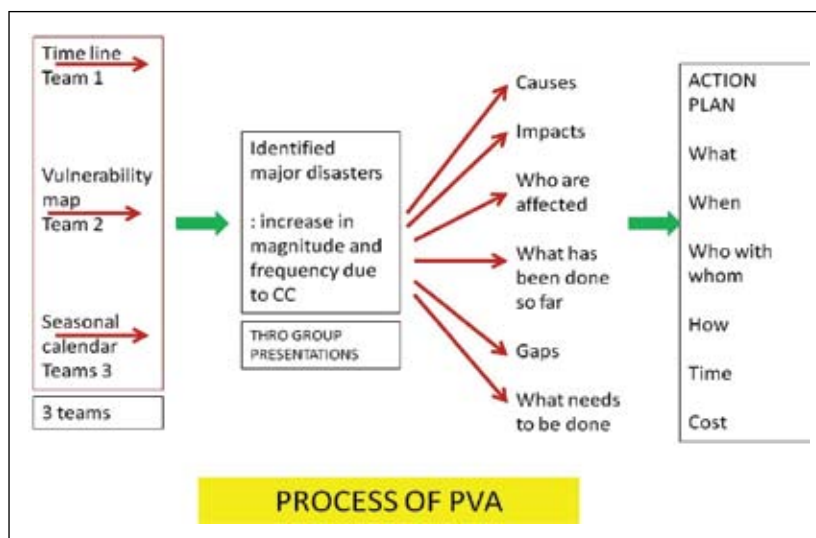 Time line
Team 1
Vulnerability
map
Team 2
Seasonal
calendar
Teams 3
3 teams
Identified
major disasters
: increase in
magnitude and
frequency due
to CC
THRO GROUP
PRESENTATIONS
Causes
Impacts
Who are
affected
What has
been done
so far
Gaps
What needs
to be done
ACTION
PLAN
What
When
Who with
whom
How
Time
Cost
PROCESS OF PVA